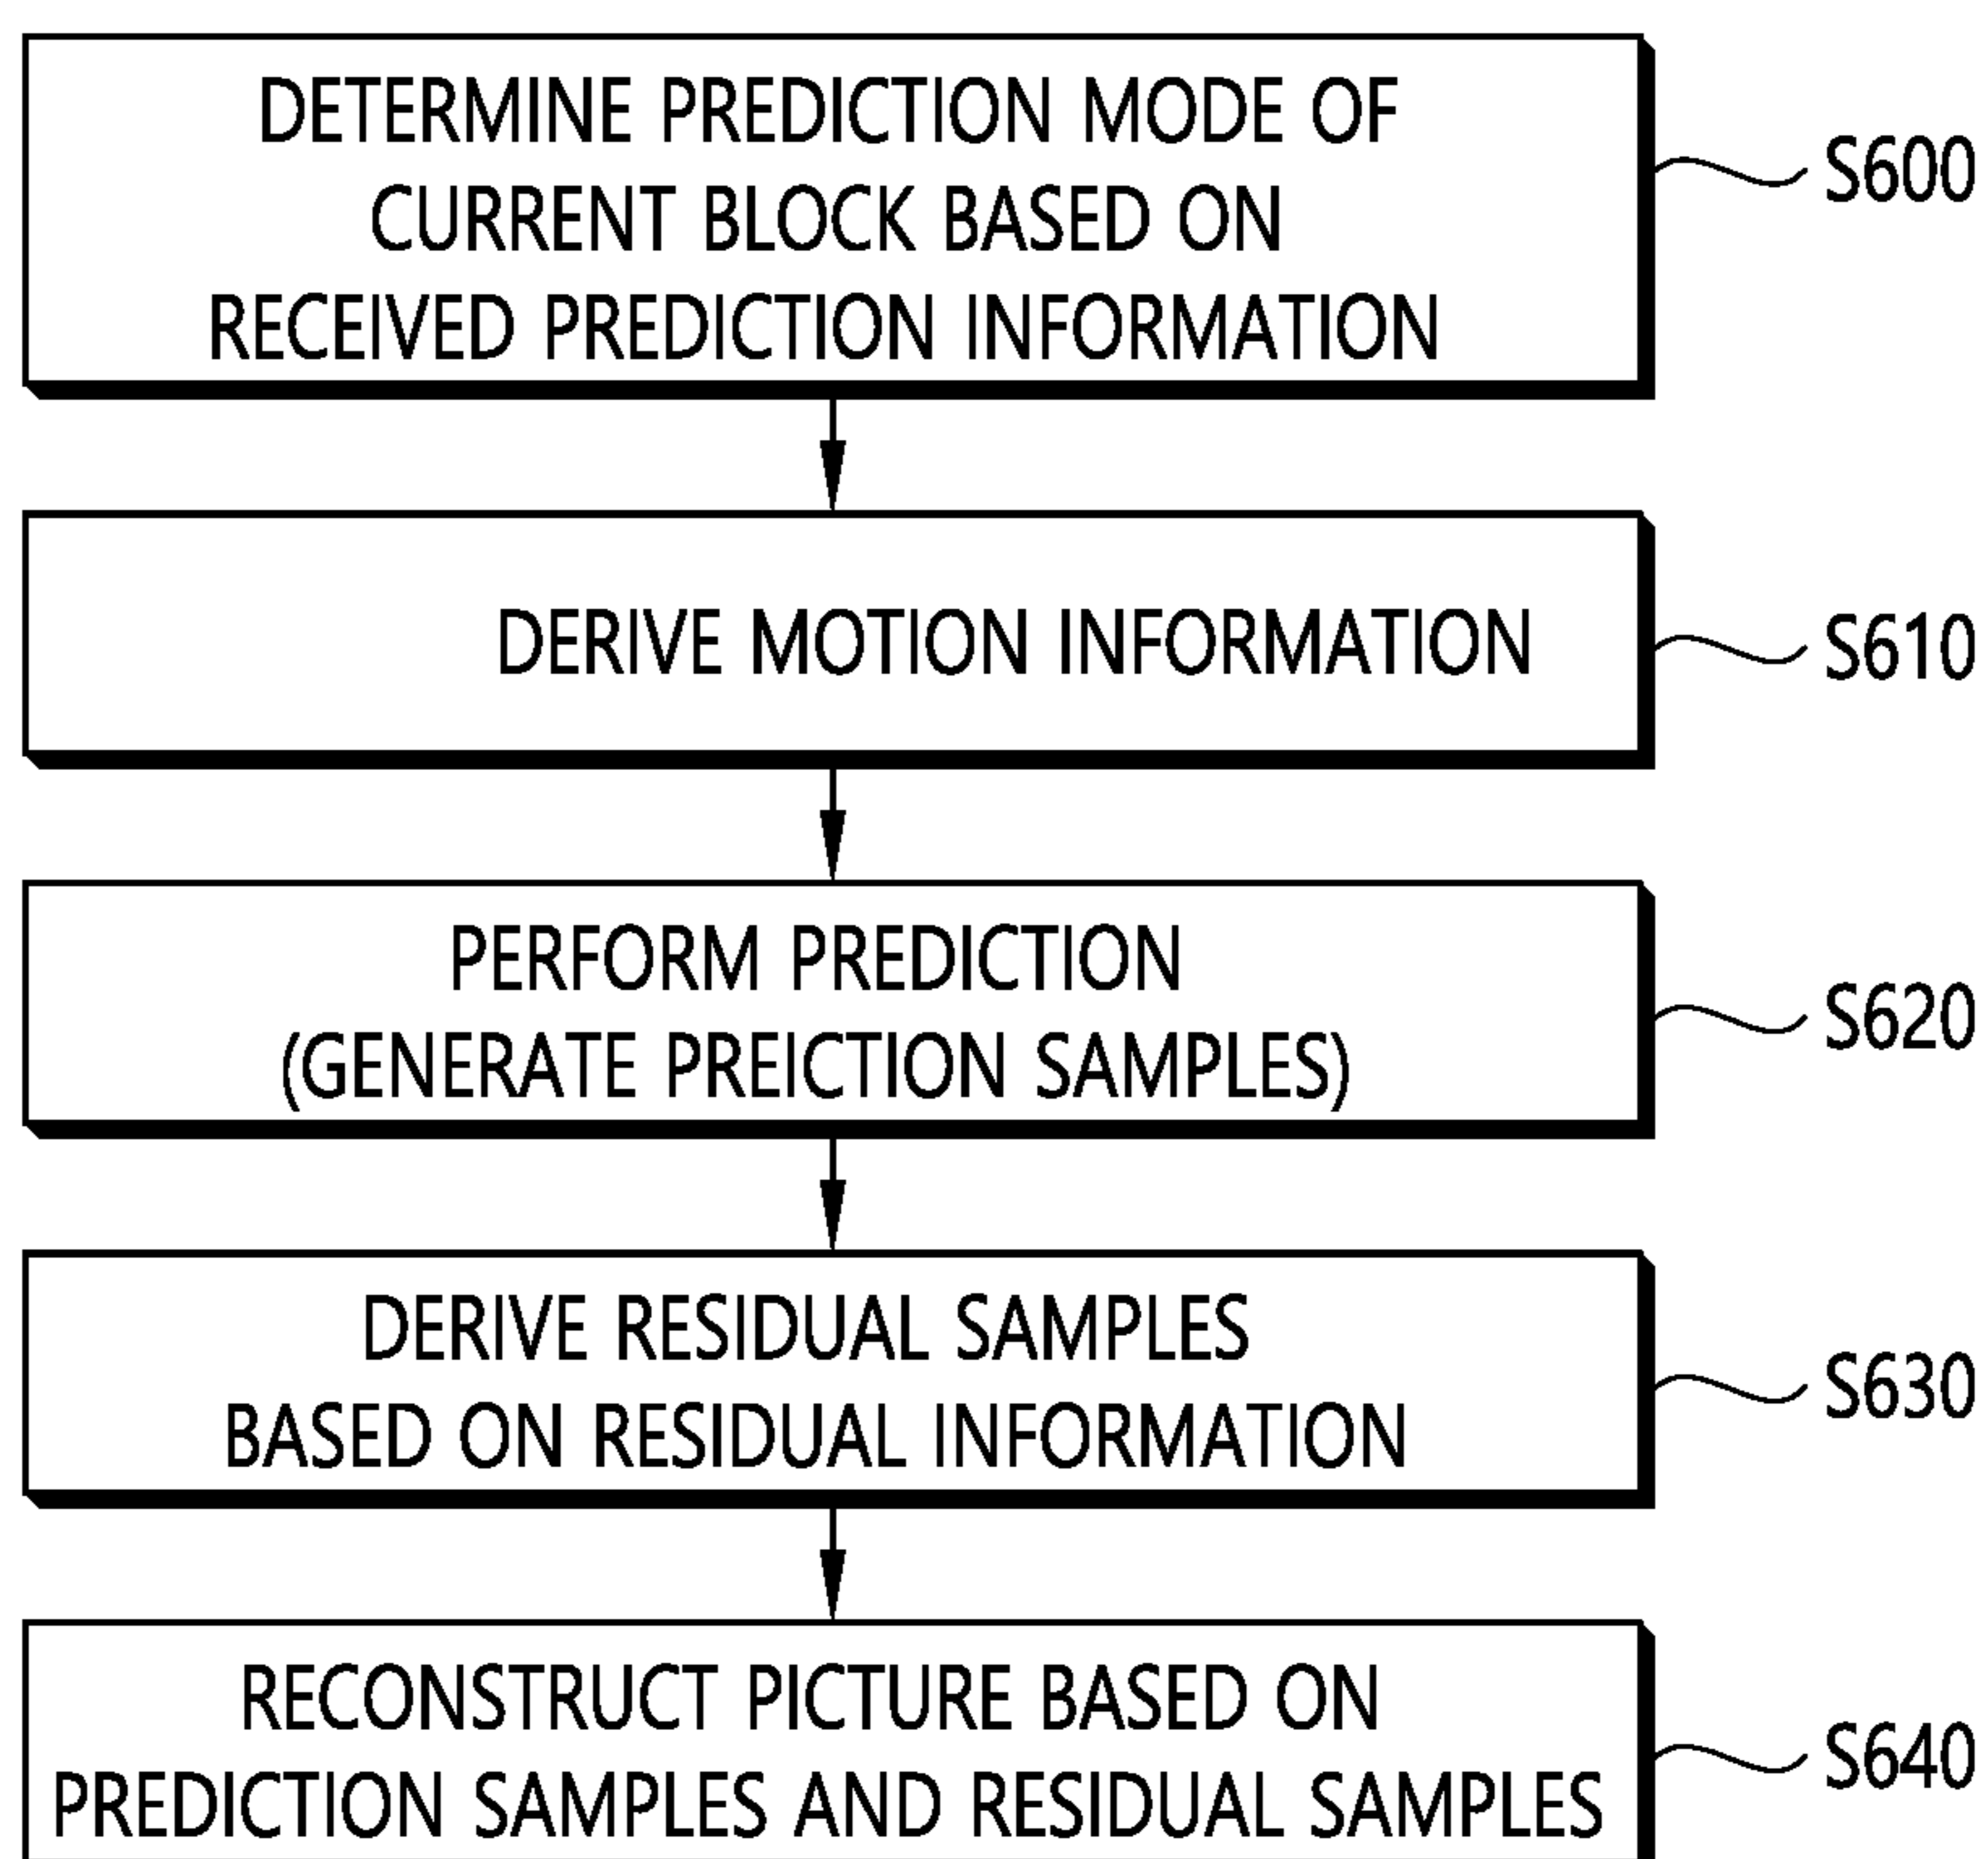 DETERMINE PREDICTION MODE OF
CURRENT BLOCK BASED ON
RECEIVED PREDICTION INFORMATION
S600
DERIVE MOTION INFORMATION
S610
PERFORM PREDICTION
(GENERATE PREICTION SAMPLES)
S620
DERIVE RESIDUAL SAMPLES
BASED ON RESIDUAL INFORMATION
S630
RECONSTRUCT PICTURE BASED ON
PREDICTION SAMPLES AND RESIDUAL SAMPLES
S640